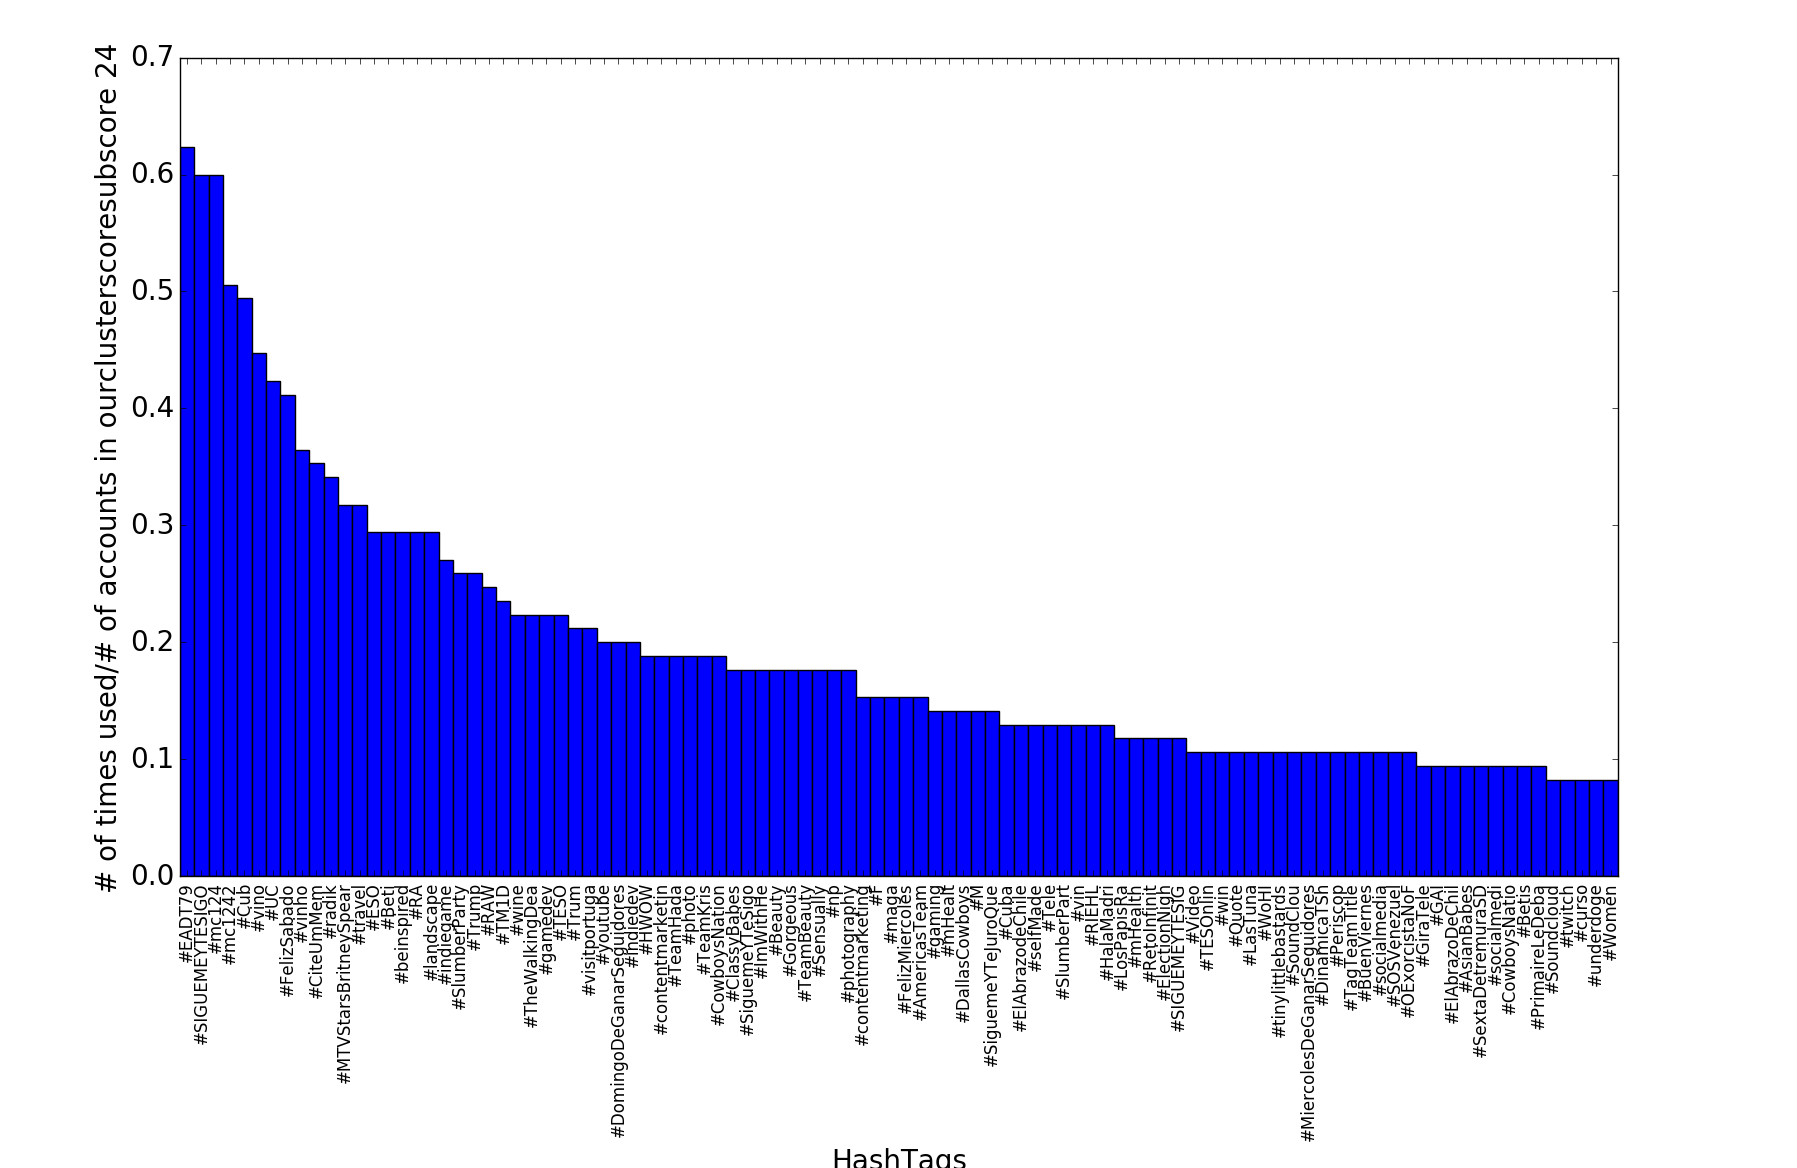 # of times used/# of accounts in ourclusterscoresubscore 24
0.7
0.6
0.5
0.4
0.3
0.2
0.1
0.0
#EADT79
#SIGUEMEYTESIGO
#mc124
#mc1242
#Cub
#vino
#UC
#FelizSabado
#vinho
#CiteUmMem
#radik
#MTVStarsBritneySpear
#travel
#ESO
#Beti
#beinspired
#RA
#landscape
#indiegame
#SlumberParty
#Trump
#RAW
#TM1D
#wine
#TheWalkingDea
#gamedev
#TESO
#Trum
#visitportuga
#youtube
#DomingoDeGanarSeguidores
#indiedev
#HWOW
#contentmarketin
#TeamHada
#photo
#TeamKris
#CowboysNation
#ClassyBabes
#SiguemeYTeSigo
#ImWithHe
#Beauty
#Gorgeous
#TeamBeauty
#Sensually
#np
#photography
#contentmarketing
#F
#maga
#FelizMiercoles
#AmericasTeam
#gaming
#mHealt
#DallasCowboys
#M
#SiguemeYTeJuroQue
#Cuba
#ElAbrazodeChile
#selfMade
#Tele
#SlumberPart
#vin
#RIEHL
#HalaMadri
#LosPapisRa
#mHealth
#RetoIninit
#ElectionNigh
#SIGUEMEYTESIG
#Video
#TESOnlin
#win
#Quote
#LasTuna
#WoHI
#tinylittlebastards
#SoundClou
#MiercolesDeGanarSeguidores
#DinamicaTSh
#Periscop
#TagTeamTitle
#BuenViernes
#socialmedia
#SOSVenezuel
#OExorcistaNoF
#GiraTele
#GAI
#ElAbrazoDeChil
#AsianBabes
#SextaDetremuraSD
#socialmedi
#CowboysNatio
#Betis
#PrimaireLeDeba
#Soundcloud
#twitch
#curso
#underdoge
#Women
HashTags